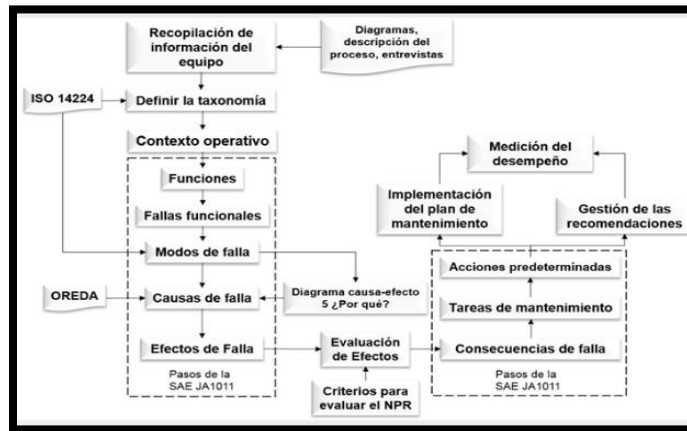 Recopilación de
información del
equipo
Diagramas,
descripción del
proceso, entrevistas
ISO 14224
Definir la taxonomía
Contexto operativo
Funciones
Fallas funcionales
Modos de falla
OREDA
Causas de falla
Diagrama causa-efecto
5 ¿Por qué?
Efectos de Falla
Pasos de la
SAE JA1011
Evaluación
de Efectos
Criterios para
evaluar el NPR
Medición del
desempeño
Implementación
del plan de
mantenimiento
Gestión de las
recomendaciones
Acciones predeterminadas
Tareas de mantenimiento
Consecuencias de falla
Pasos de la
SAE JA1011